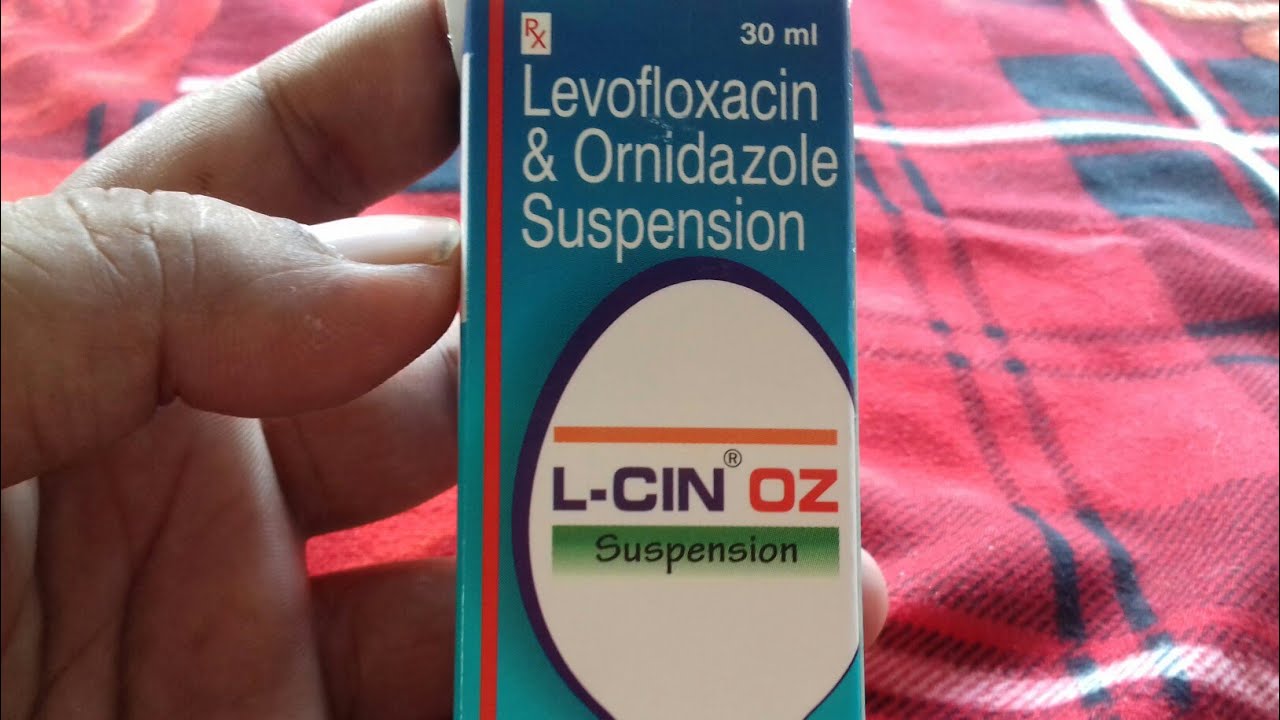 Rx 30 ml
Levofloxacin
& Ornidazole
Suspension
L-CIN® OZ
Suspension